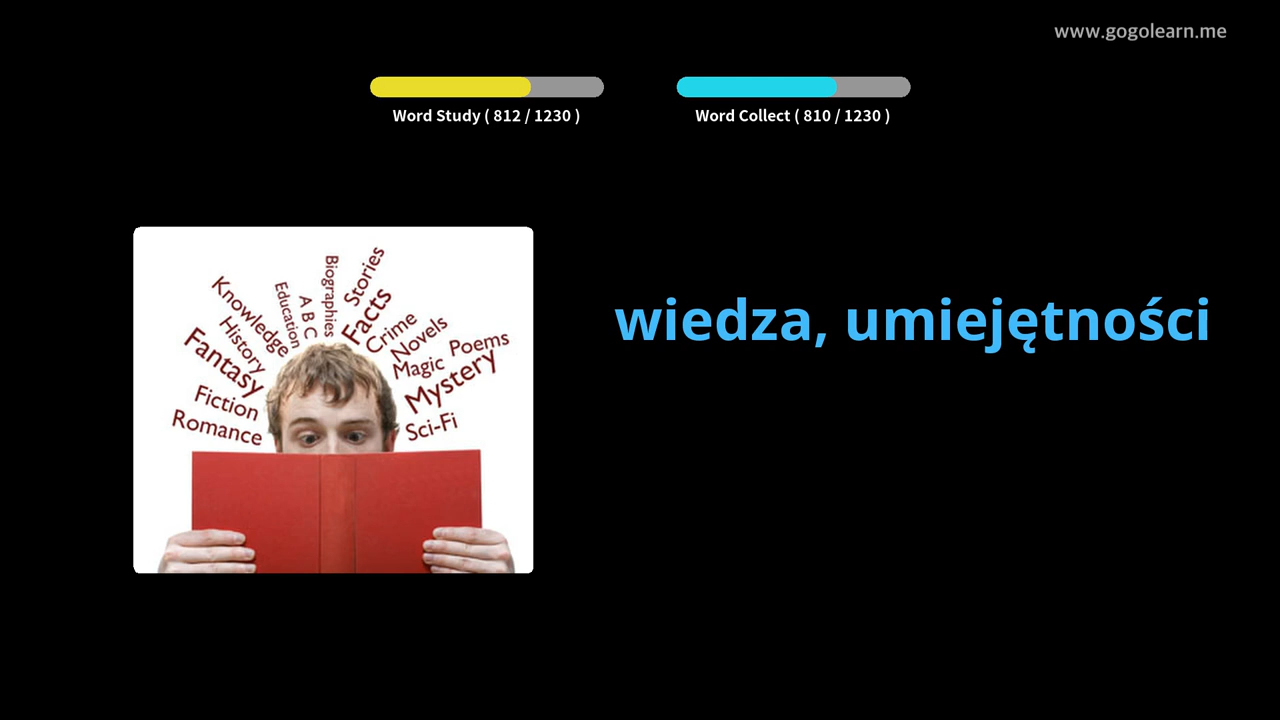 www.gogolearn.me
Word Study ( 812 / 1230 )
Word Collect ( 810 / 1230 )
wiedza, umiejętności
Knowledge
History
Fantasy
Fiction
Romance
Education
A B C
Biographies
Stories
Facts
Crime
Novels
Magic
Poems
Mystery
Sci-Fi